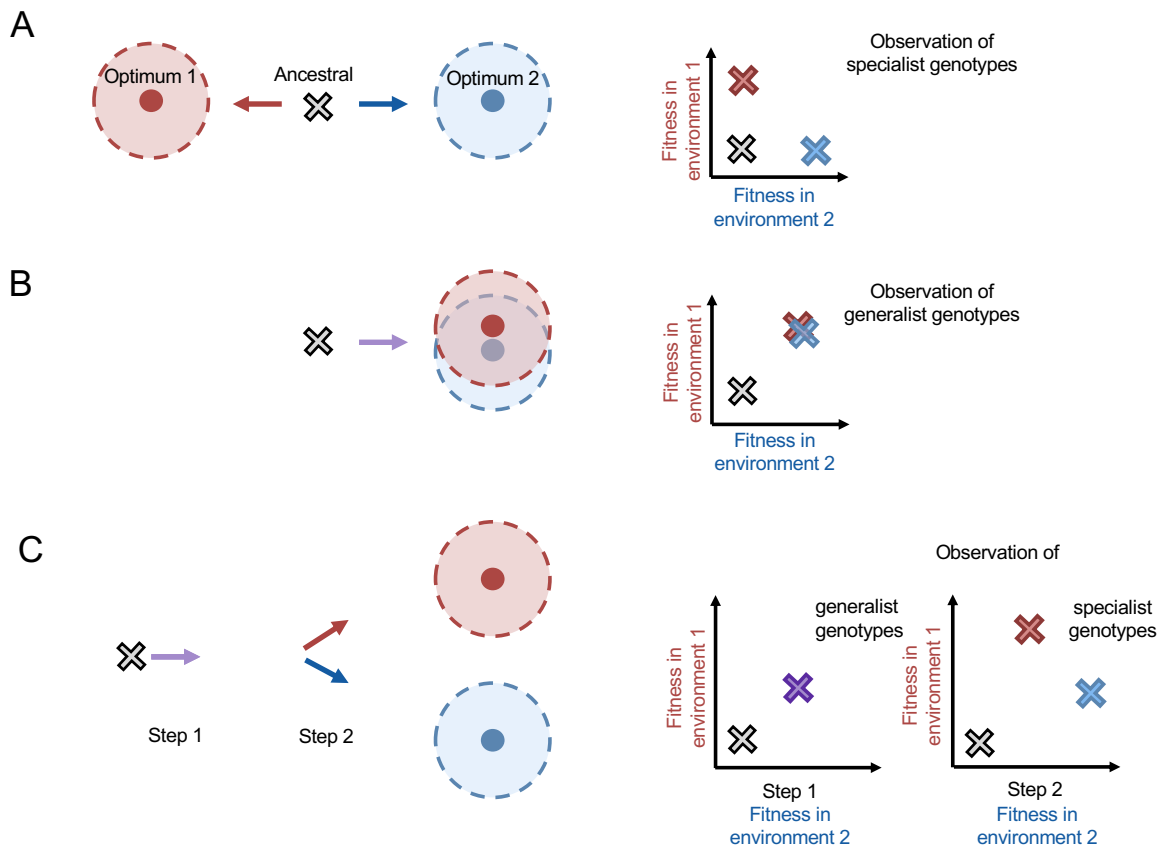 A
Optimum 1
Ancestral
Optimum 2
Fitness in
environment 1
Fitness in
environment 2
Observation of
specialist genotypes
B
Fitness in
environment 1
Fitness in
environment 2
Observation of
generalist genotypes
C
Step 1
Step 2
Observation of
Fitness in
environment 1
generalist
genotypes
Step 1
Fitness in
environment 2
Fitness in
environment 1
specialist
genotypes
Step 2
Fitness in
environment 2